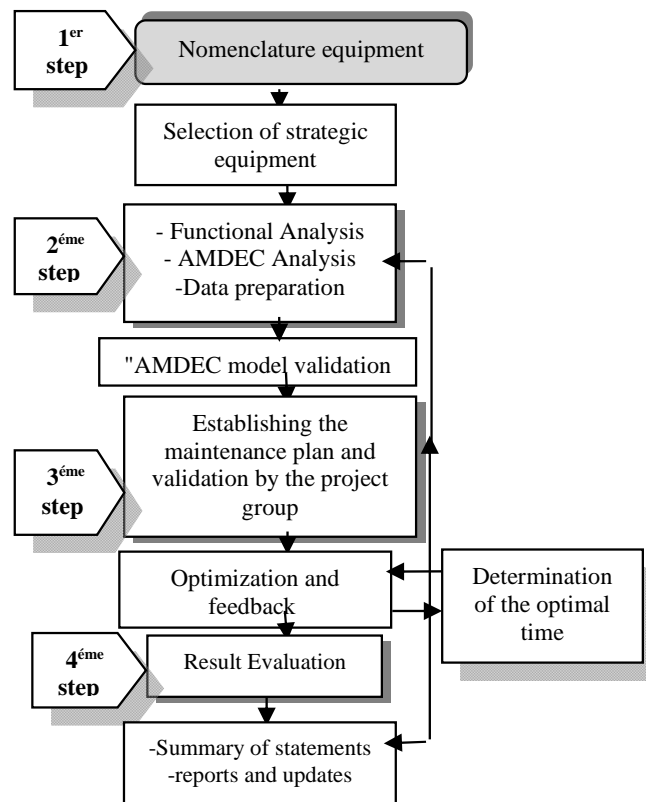 1er
step
Nomenclature equipment
Selection of strategic
equipment
2éme
step
- Functional Analysis
- AMDEC Analysis
-Data preparation
"AMDEC model validation
3éme
step
Establishing the
maintenance plan and
validation by the project
group
Optimization and
feedback
Determination
of the optimal
time
4éme
step
Result Evaluation
-Summary of statements
-reports and updates